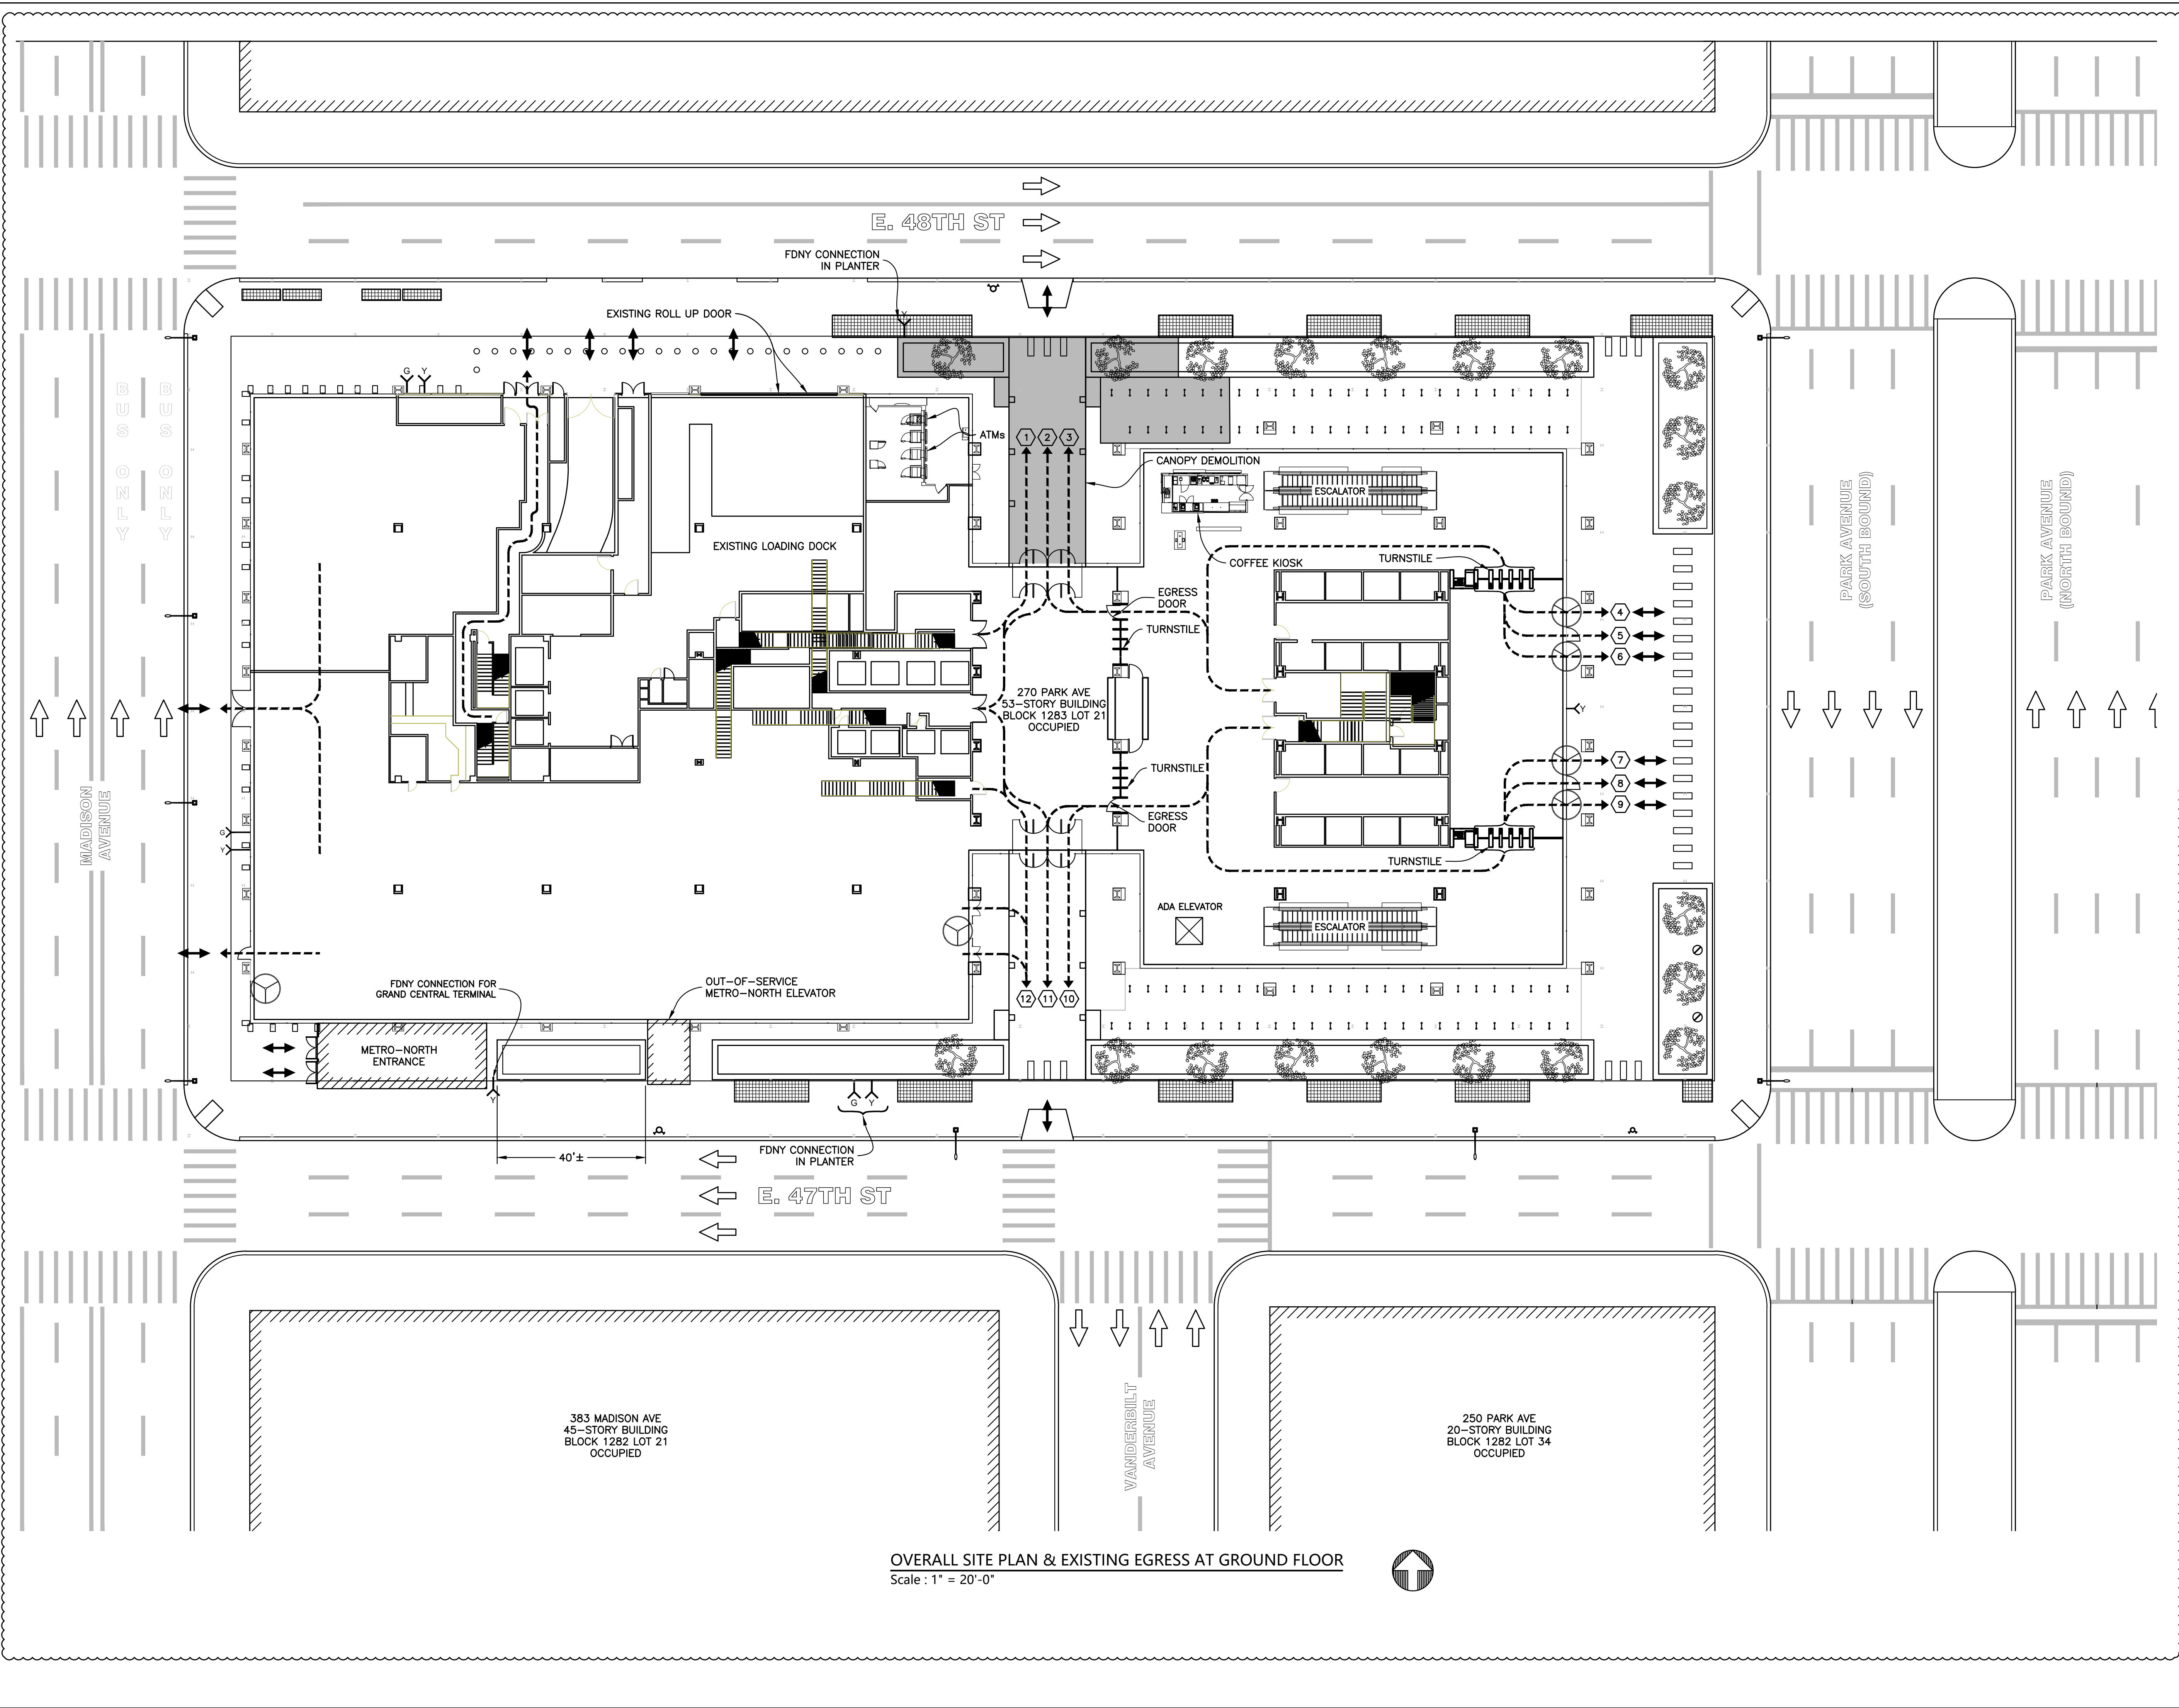 E. 48TH ST
FDNY CONNECTION
IN PLANTER
EXISTING ROLL UP DOOR
Y
G Y
BUS ONLY
BUS ONLY
ATMs
1 2 3
CANOPY DEMOLITION
ESCALATOR
EXISTING LOADING DOCK
COFFEE KIOSK
TURNSTILE
EGRESS
DOOR
TURNSTILE
4
5
6
PARK AVENUE
(SOUTH BOUND)
PARK AVENUE
(NORTH BOUND)
270 PARK AVE
53-STORY BUILDING
BLOCK 1283 LOT 21
OCCUPIED
Y
TURNSTILE
7
8
9
EGRESS
DOOR
MADISON
AVENUE
G
Y
TURNSTILE
ADA ELEVATOR
ESCALATOR
FDNY CONNECTION FOR
GRAND CENTRAL TERMINAL
OUT-OF-SERVICE
METRO-NORTH ELEVATOR
12 11 10
METRO-NORTH
ENTRANCE
Y
G Y
40'±
FDNY CONNECTION
IN PLANTER
E. 47TH ST
383 MADISON AVE
45-STORY BUILDING
BLOCK 1282 LOT 21
OCCUPIED
VANDERBILT
AVENUE
250 PARK AVE
20-STORY BUILDING
BLOCK 1282 LOT 34
OCCUPIED
OVERALL SITE PLAN & EXISTING EGRESS AT GROUND FLOOR
Scale : 1" = 20'-0"